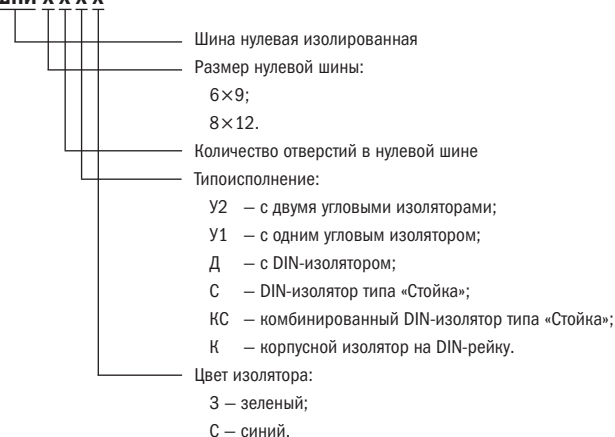 Х Х Х Х
Шина нулевая изолированная
Размер нулевой шины:
6×9;
8×12.
Количество отверстий в нулевой шине
Типоисполнение:
У2 – с двумя угловыми изоляторами;
У1 – с одним угловым изолятором;
Д – с DIN-изолятором;
С – DIN-изолятор типа «Стойка»;
КС – комбинированный DIN-изолятор типа «Стойка»;
К – корпусной изолятор на DIN-рейку.
Цвет изолятора:
З – зеленый;
С – синий.